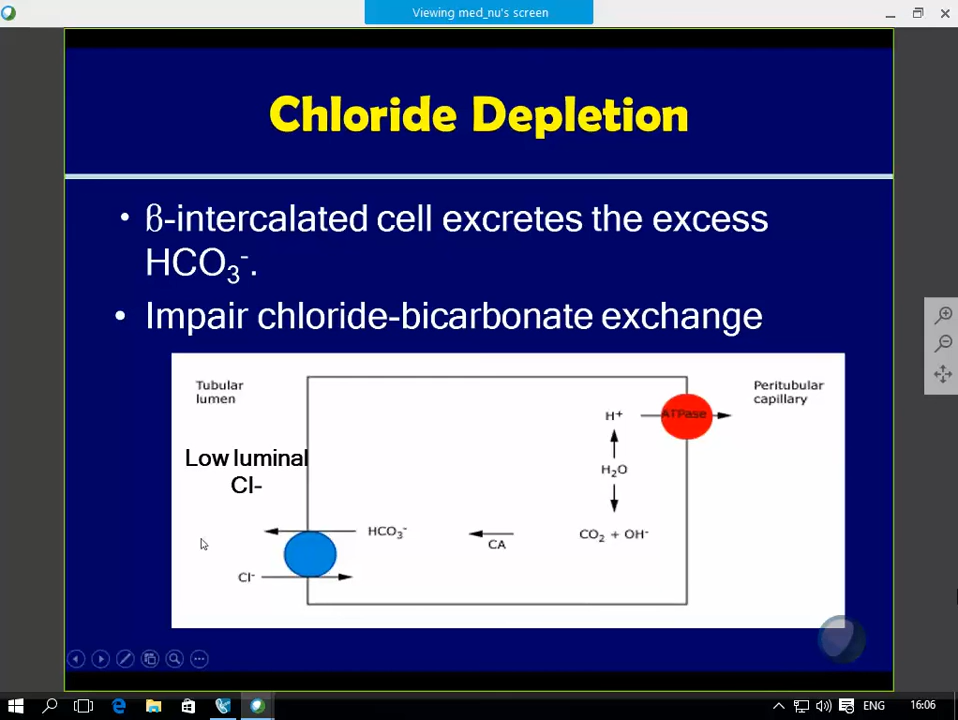 Viewing med_nu's screen
Chloride Depletion
• β-intercalated cell excretes the excess
HCO₃⁻.
• Impair chloride-bicarbonate exchange
Tubular
lumen
Peritubular
capillary
H⁺
ATPase
Low luminal
Cl-
H₂O
HCO₃⁻
CA
CO₂ + OH⁻
Cl⁻
ENG
16:06